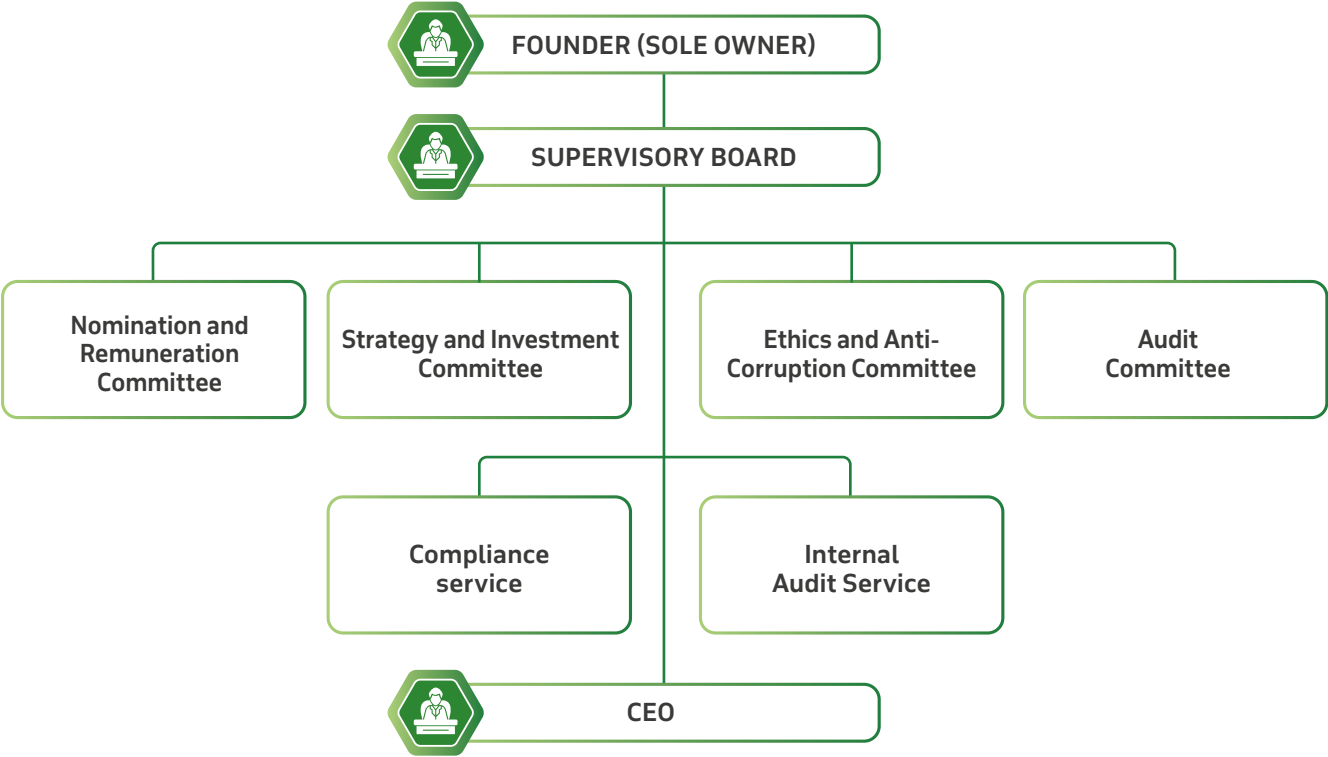 FOUNDER (SOLE OWNER)
SUPERVISORY BOARD
Nomination and
Remuneration
Committee
Strategy and Investment
Committee
Ethics and Anti-
Corruption Committee
Audit
Committee
Compliance
service
Internal
Audit Service
CEO